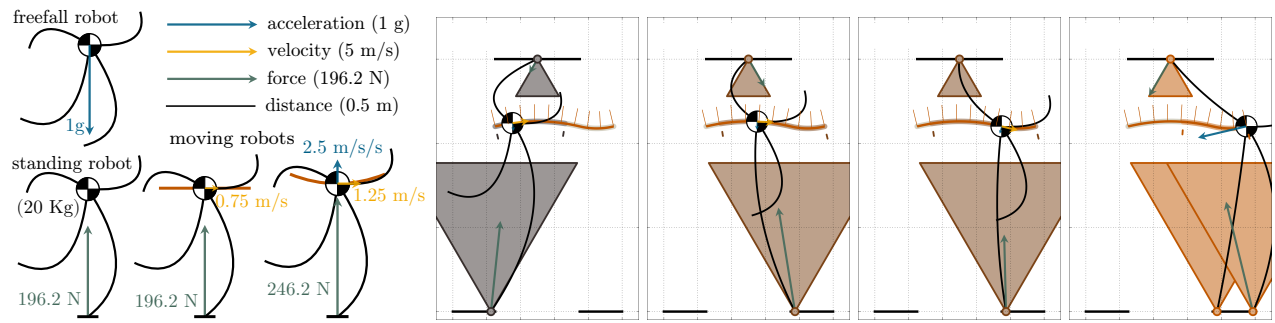 freefall robot
acceleration (1 g)
velocity (5 m/s)
force (196.2 N)
distance (0.5 m)
1g
moving robots
standing robot
2.5 m/s/s
(20 Kg)
0.75 m/s
1.25 m/s
196.2 N
196.2 N
246.2 N